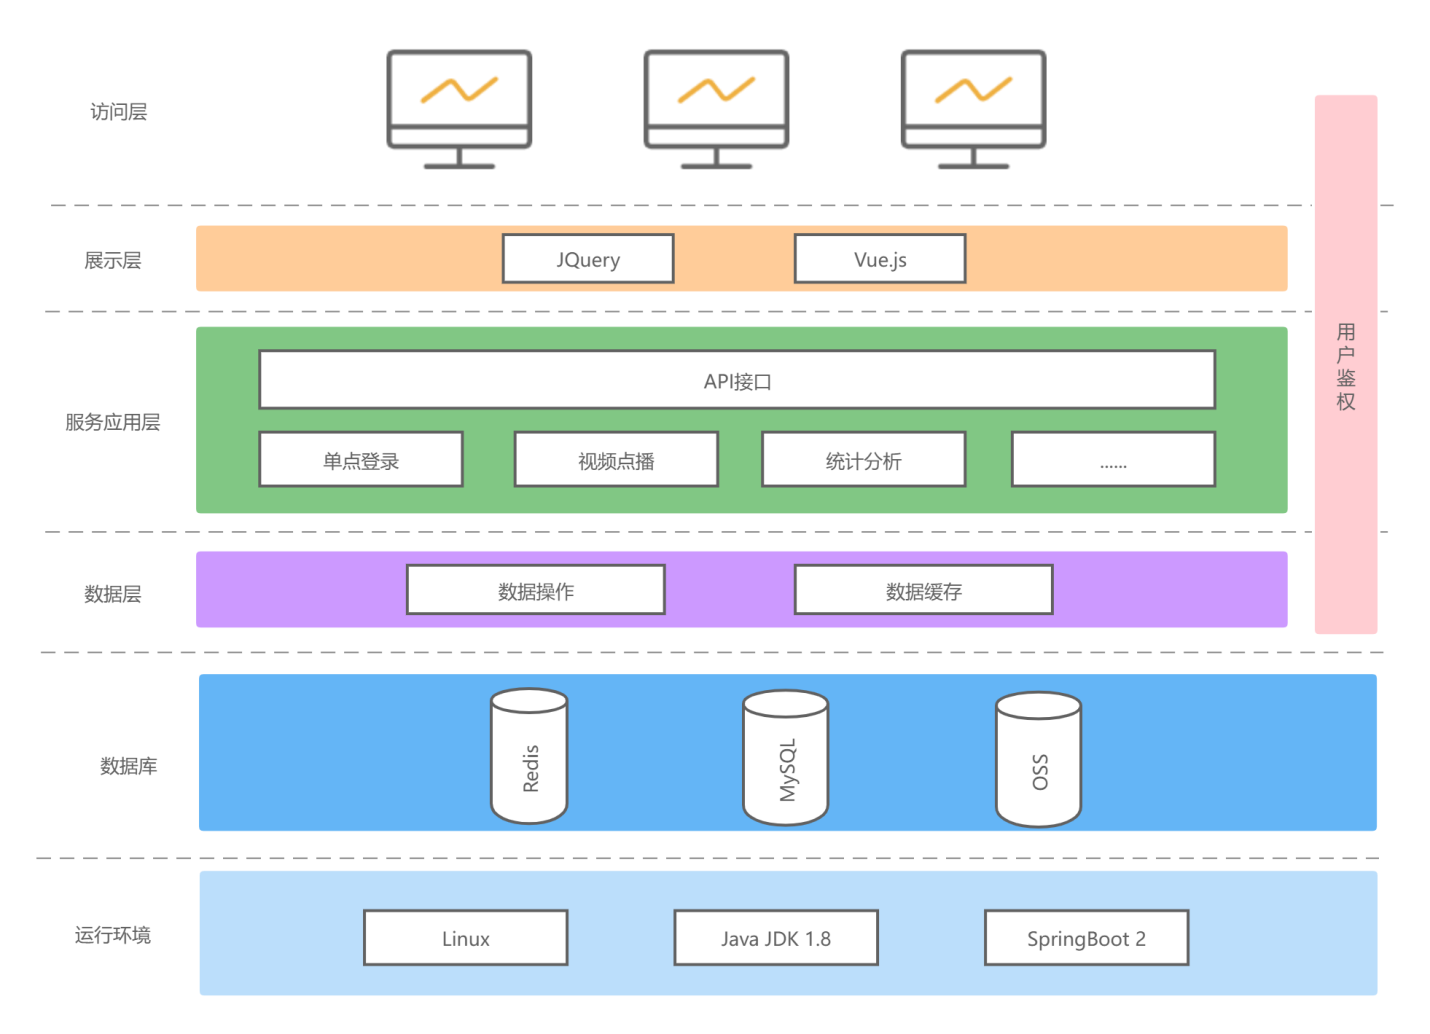 访问层
展示层
JQuery
Vue.js
用户鉴权
服务应用层
API接口
单点登录
视频点播
统计分析
......
数据层
数据操作
数据缓存
数据库
Redis
MySQL
OSS
运行环境
Linux
Java JDK 1.8
SpringBoot 2